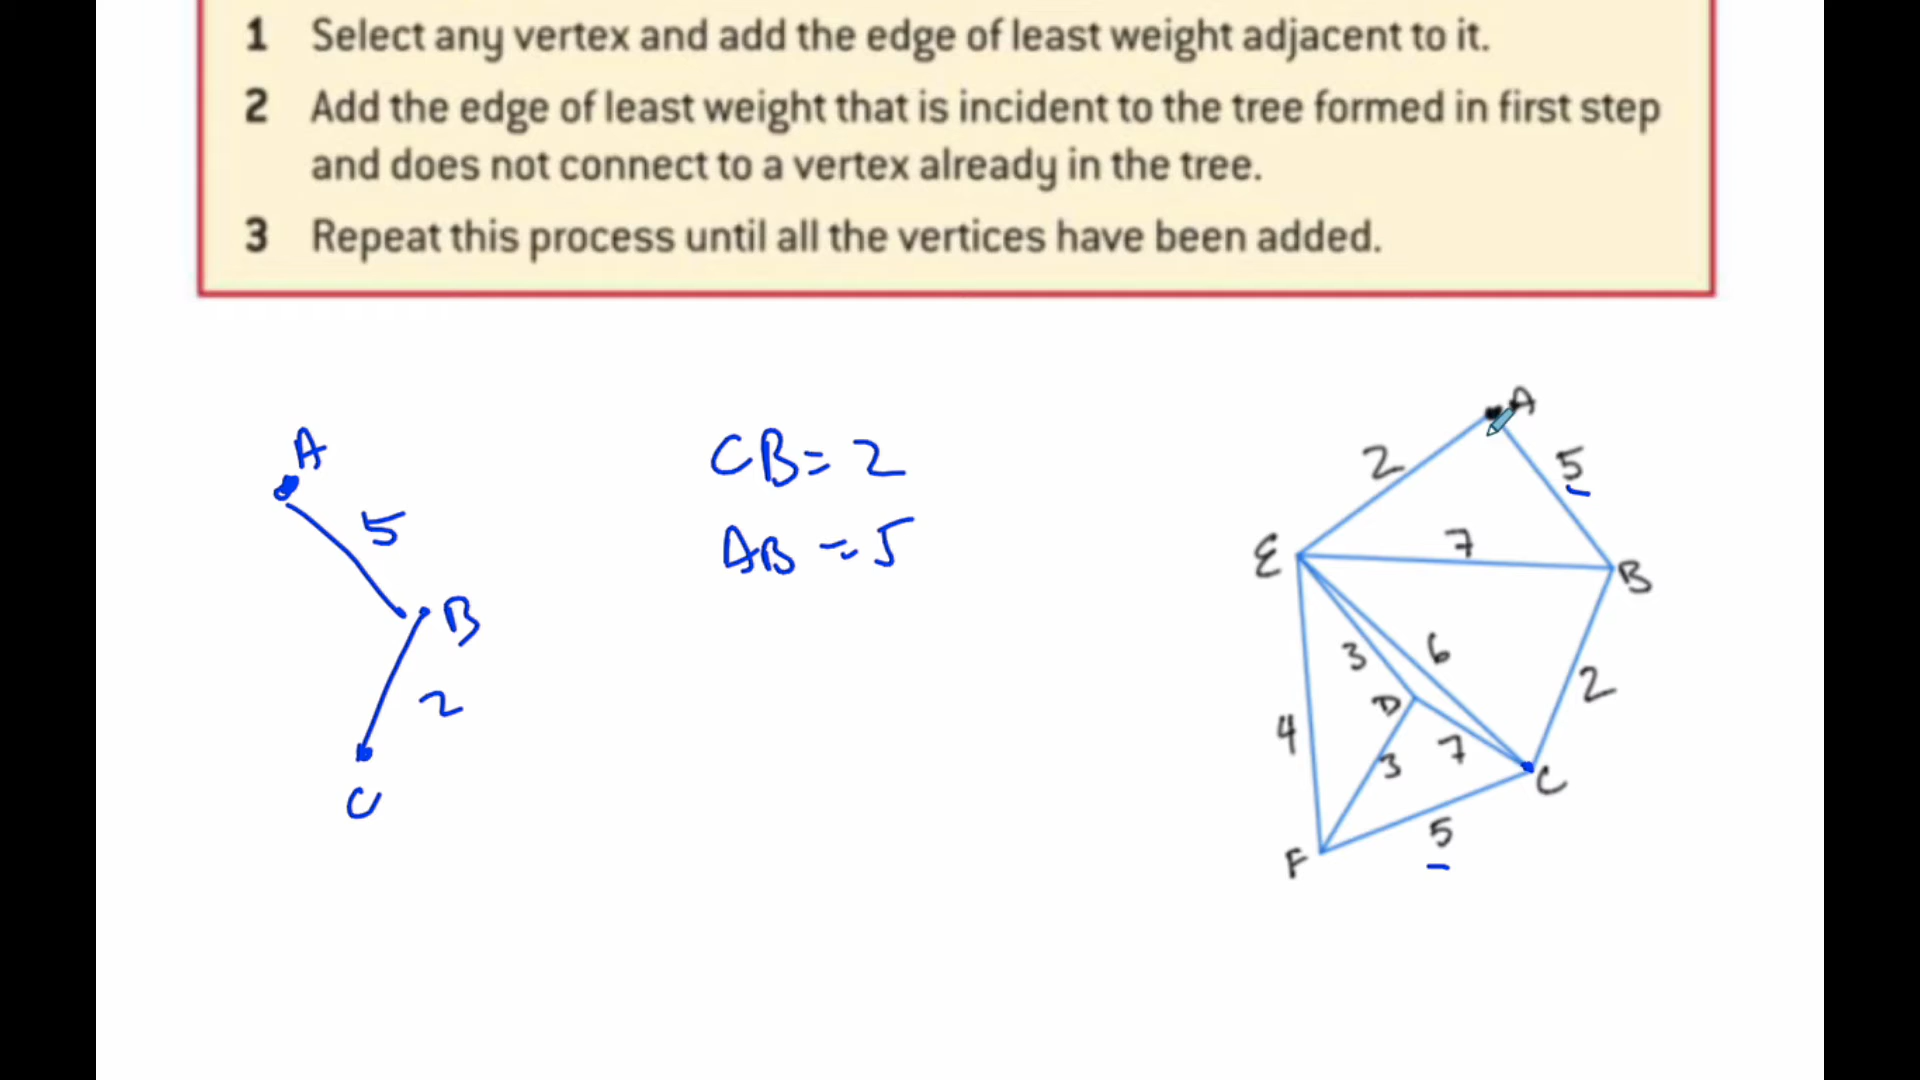 1 Select any vertex and add the edge of least weight adjacent to it.
2 Add the edge of least weight that is incident to the tree formed in first step
and does not connect to a vertex already in the tree.
3 Repeat this process until all the vertices have been added.
A
5
B
2
C
CB = 2
AB = 5
A
2
5
E
7
B
3
6
2
D
4
7
3
C
5
F